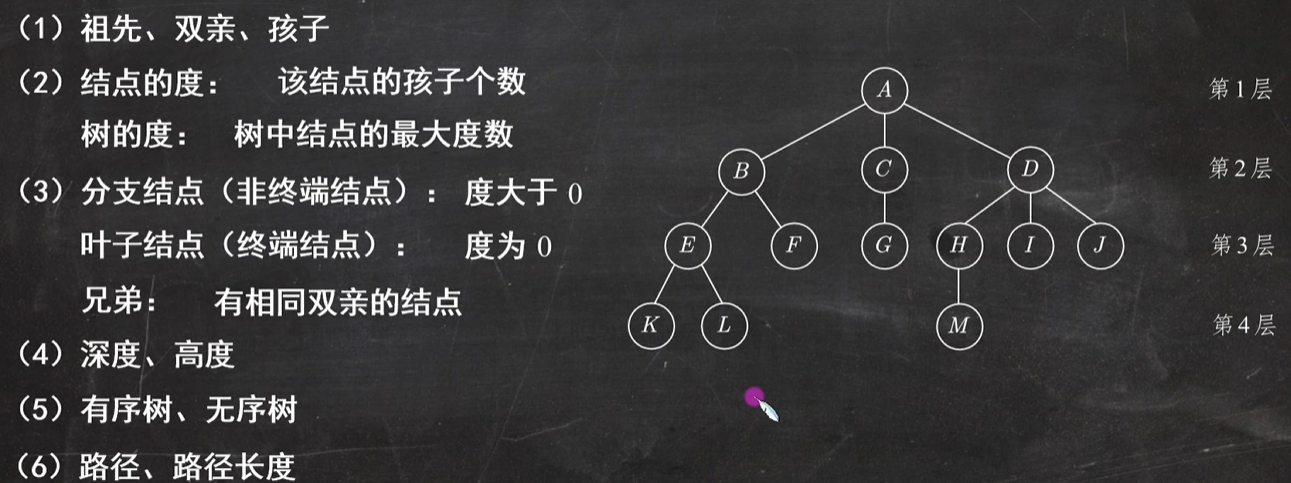 （1）祖先、双亲、孩子
（2）结点的度： 该结点的孩子个数
树的度： 树中结点的最大度数
（3）分支结点（非终端结点）： 度大于 0
叶子结点（终端结点）： 度为 0
兄弟： 有相同双亲的结点
（4）深度、高度
（5）有序树、无序树
（6）路径、路径长度
A 第 1 层
B C D 第 2 层
E F G H I J 第 3 层
K L M 第 4 层